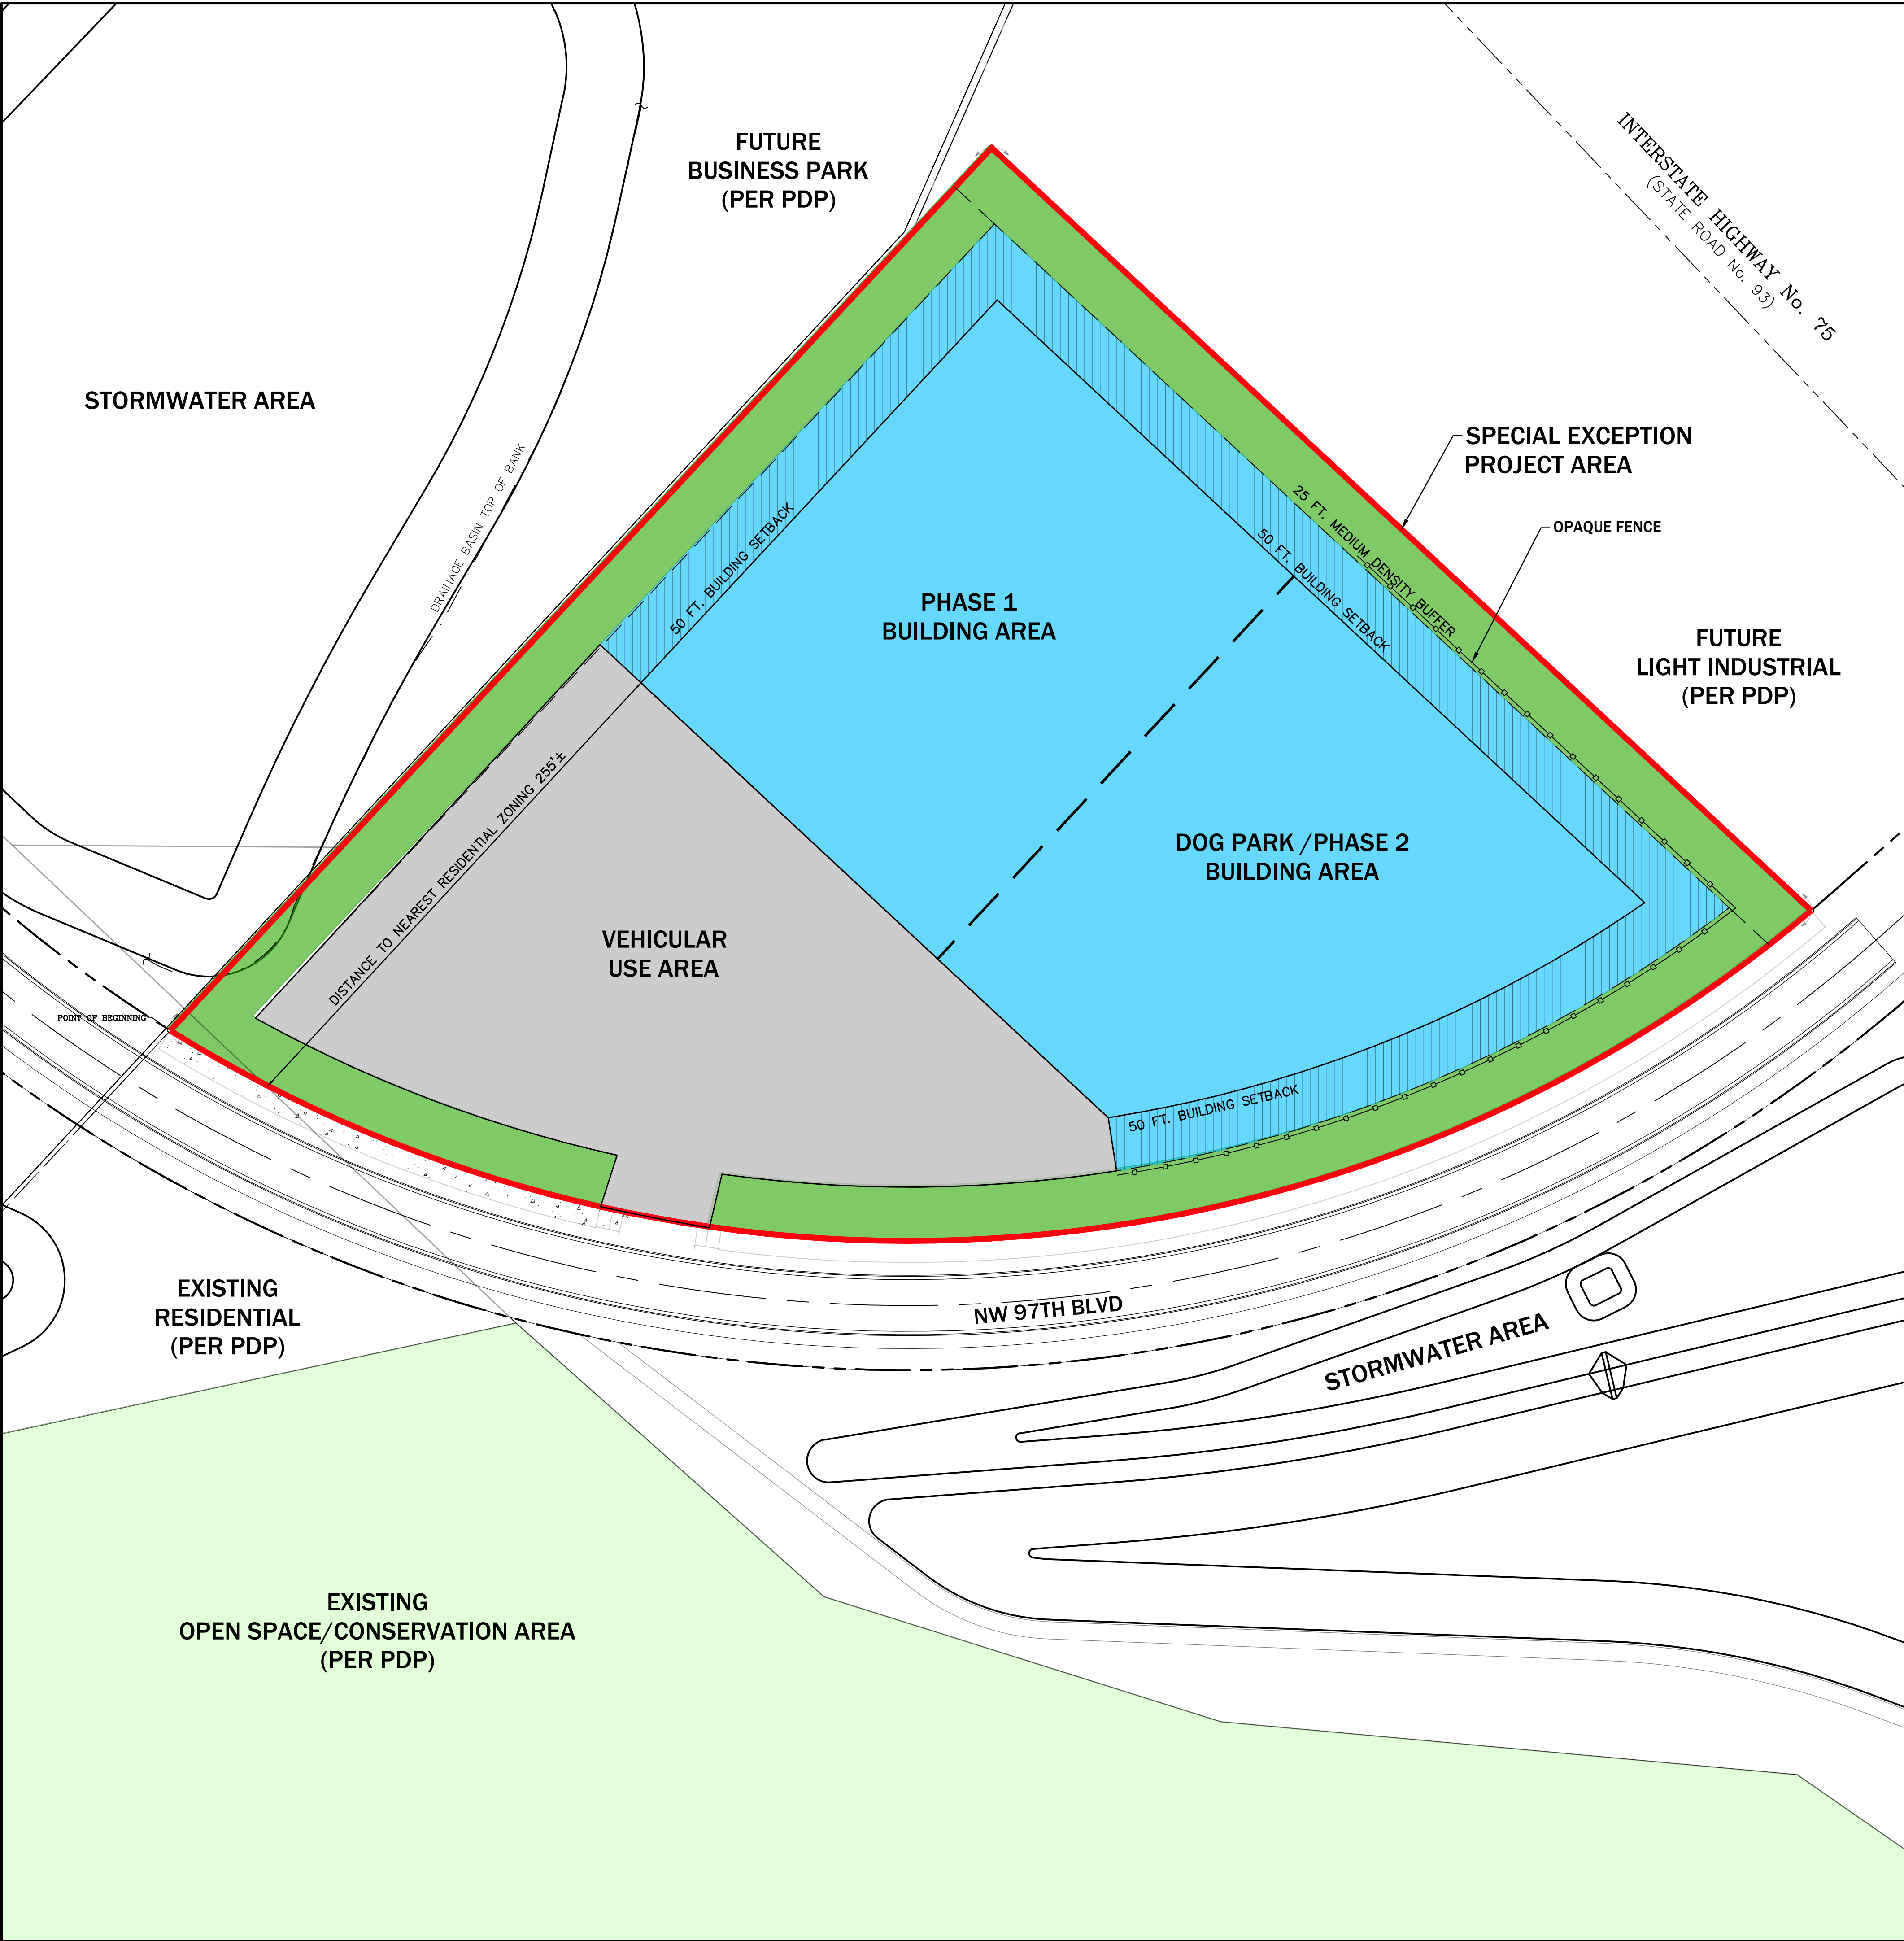 FUTURE
BUSINESS PARK
(PER PDP)
INTERSTATE HIGHWAY No. 75
(STATE ROAD No. 93)
STORMWATER AREA
DRAINAGE BASIN TOP OF BANK
SPECIAL EXCEPTION
PROJECT AREA
OPAQUE FENCE
25 FT. MEDIUM DENSITY BUFFER
50 FT. BUILDING SETBACK
50 FT. BUILDING SETBACK
PHASE 1
BUILDING AREA
FUTURE
LIGHT INDUSTRIAL
(PER PDP)
DISTANCE TO NEAREST RESIDENTIAL ZONING 255'±
DOG PARK /PHASE 2
BUILDING AREA
VEHICULAR
USE AREA
POINT OF BEGINNING
50 FT. BUILDING SETBACK
NW 97TH BLVD
EXISTING
RESIDENTIAL
(PER PDP)
STORMWATER AREA
EXISTING
OPEN SPACE/CONSERVATION AREA
(PER PDP)